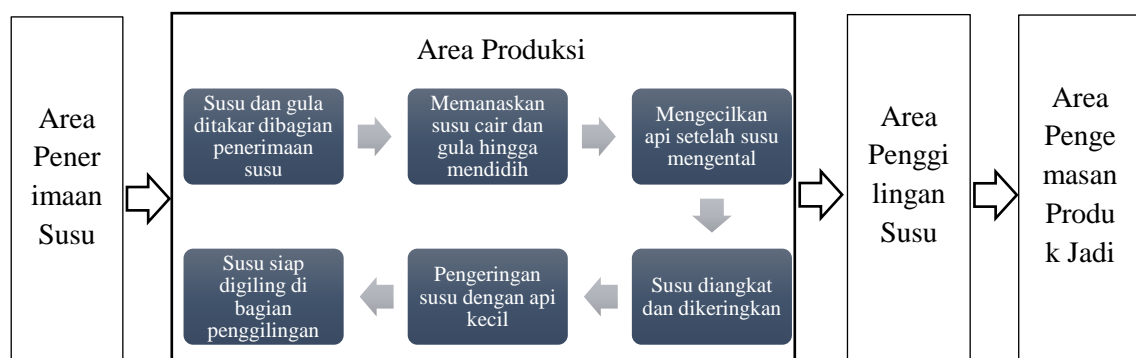 Area
Pener
imaan
Susu
Area Produksi
Susu dan gula
ditakar dibagian
penerimaan
susu
Memanaskan
susu cair dan
gula hingga
mendidih
Mengecilkan
api setelah susu
mengental
Susu diangkat
dan dikeringkan
Pengeringan
susu dengan api
kecil
Susu siap
digiling di
bagian
penggilingan
Area
Penggi
lingan
Susu
Area
Penge
masan
Produ
k Jadi